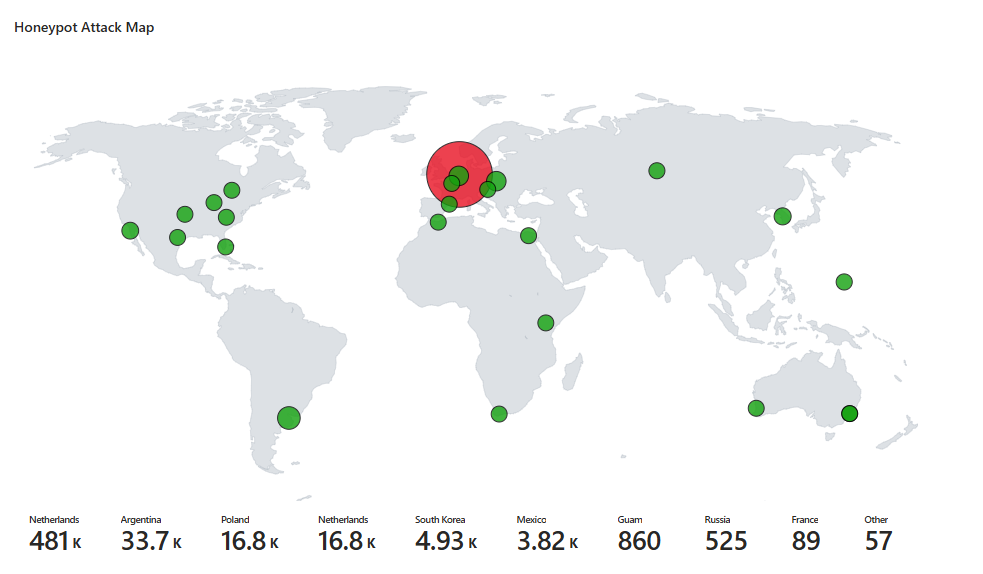 Honeypot Attack Map
Netherlands Argentina Poland Netherlands South Korea Mexico Guam Russia France Other
481 K 33.7 K 16.8 K 16.8 K 4.93 K 3.82 K 860 525 89 57